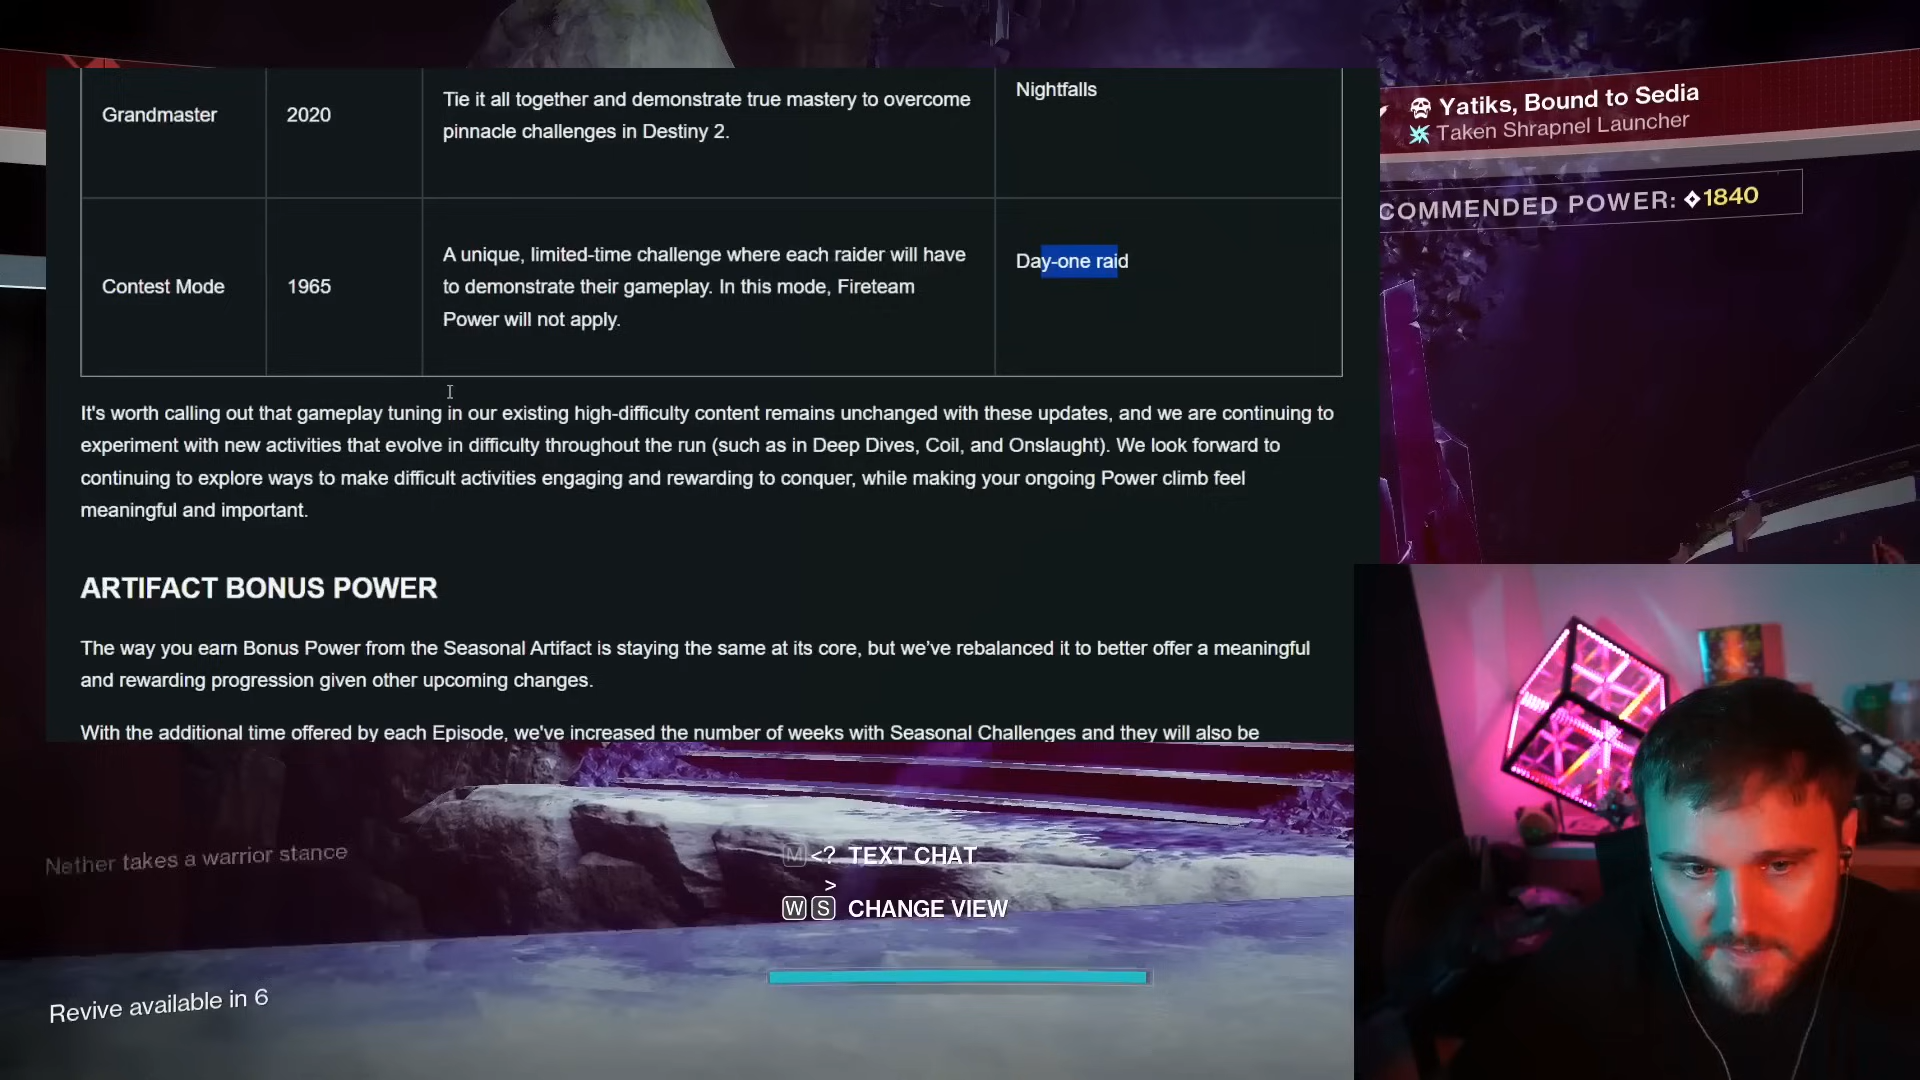 Grandmaster
2020
Tie it all together and demonstrate true mastery to overcome
pinnacle challenges in Destiny 2.
Nightfalls
Contest Mode
1965
A unique, limited-time challenge where each raider will have
to demonstrate their gameplay. In this mode, Fireteam
Power will not apply.
Day-one raid
It's worth calling out that gameplay tuning in our existing high-difficulty content remains unchanged with these updates, and we are continuing to
experiment with new activities that evolve in difficulty throughout the run (such as in Deep Dives, Coil, and Onslaught). We look forward to
continuing to explore ways to make difficult activities engaging and rewarding to conquer, while making your ongoing Power climb feel
meaningful and important.
ARTIFACT BONUS POWER
The way you earn Bonus Power from the Seasonal Artifact is staying the same at its core, but we've rebalanced it to better offer a meaningful
and rewarding progression given other upcoming changes.
With the additional time offered by each Episode, we've increased the number of weeks with Seasonal Challenges and they will also be
Yatiks, Bound to Sedia
Taken Shrapnel Launcher
COMMENDED POWER: 1840
Nether takes a warrior stance
M <? TEXT CHAT
>
W S CHANGE VIEW
Revive available in 6